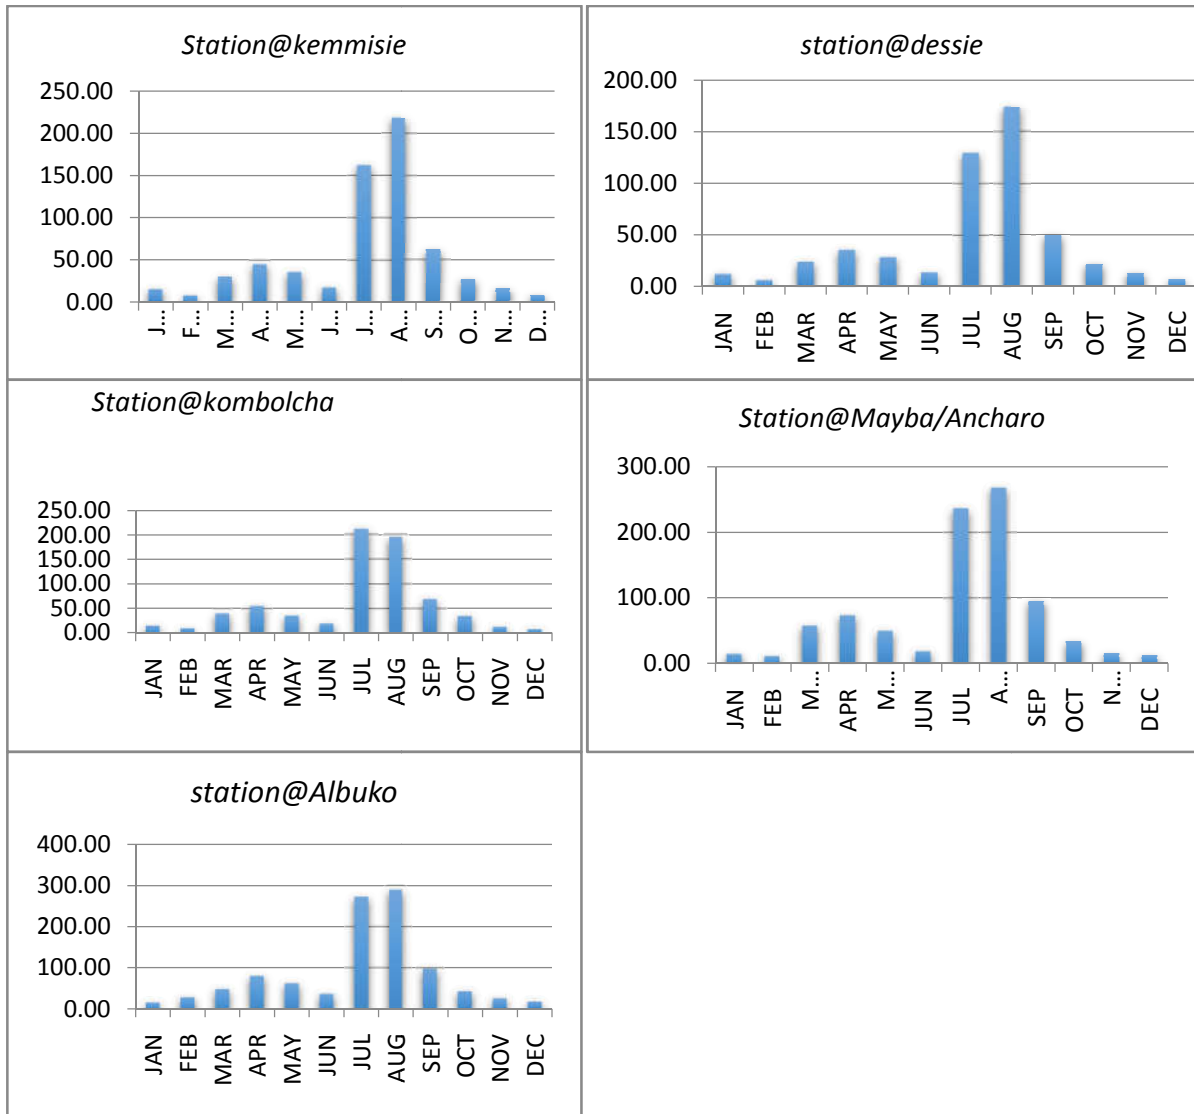 Station@kemmisie
250.00
200.00
150.00
100.00
50.00
0.00
J... F... M... A... M... J... J... A... S... O... N... D...
station@dessie
200.00
150.00
100.00
50.00
0.00
JAN FEB MAR APR MAY JUN JUL AUG SEP OCT NOV DEC
Station@kombolcha
250.00
200.00
150.00
100.00
50.00
0.00
JAN FEB MAR APR MAY JUN JUL AUG SEP OCT NOV DEC
Station@Mayba/Ancharo
300.00
200.00
100.00
0.00
JAN FEB M... APR M... JUN JUL A... SEP OCT N... DEC
station@Albuko
400.00
300.00
200.00
100.00
0.00
JAN FEB MAR APR MAY JUN JUL AUG SEP OCT NOV DEC